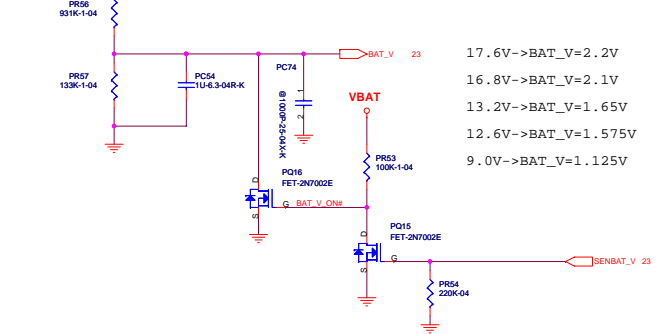 PR56
931K-1-04
BAT_V 23
17.6V->BAT_V=2.2V
PR57
133K-1-04
PC54
1U-6.3-04R-K
PC74
1
2
@1000P-25-04X-K
16.8V->BAT_V=2.1V
VBAT
13.2V->BAT_V=1.65V
12.6V->BAT_V=1.575V
9.0V->BAT_V=1.125V
PR53
100K-1-04
PQ16
FET-2N7002E
D
S
G
BAT_V_ON#
PQ15
FET-2N7002E
D
S
G
SENBAT_V 23
PR54
220K-04